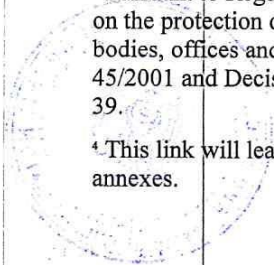 on the protection o
bodies, offices and
45/2001 and Decis
39.
⁴ This link will lea
annexes.